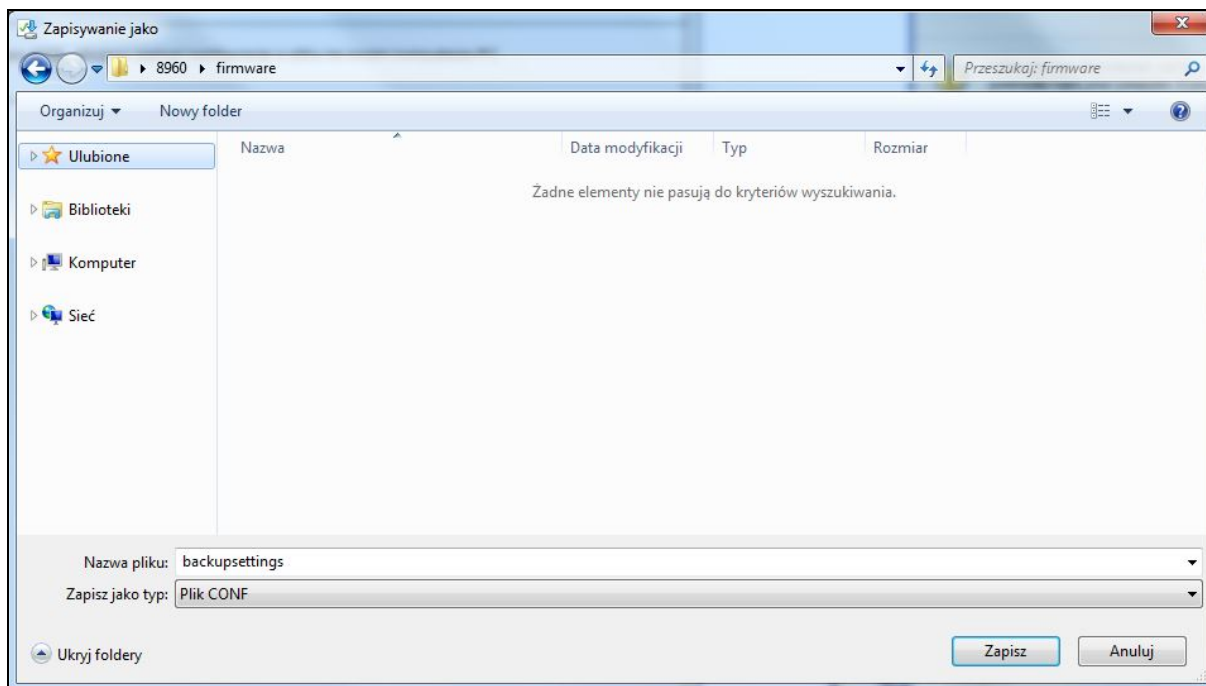 Zapisywanie jako
8960 firmware
Przeszukaj: firmware
Organizuj Nowy folder
Nazwa Data modyfikacji Typ Rozmiar
Żadne elementy nie pasują do kryteriów wyszukiwania.
Ulubione
Biblioteki
Komputer
Sieć
Nazwa pliku: backupsettings
Zapisz jako typ: Plik CONF
Ukryj foldery
Zapisz Anuluj